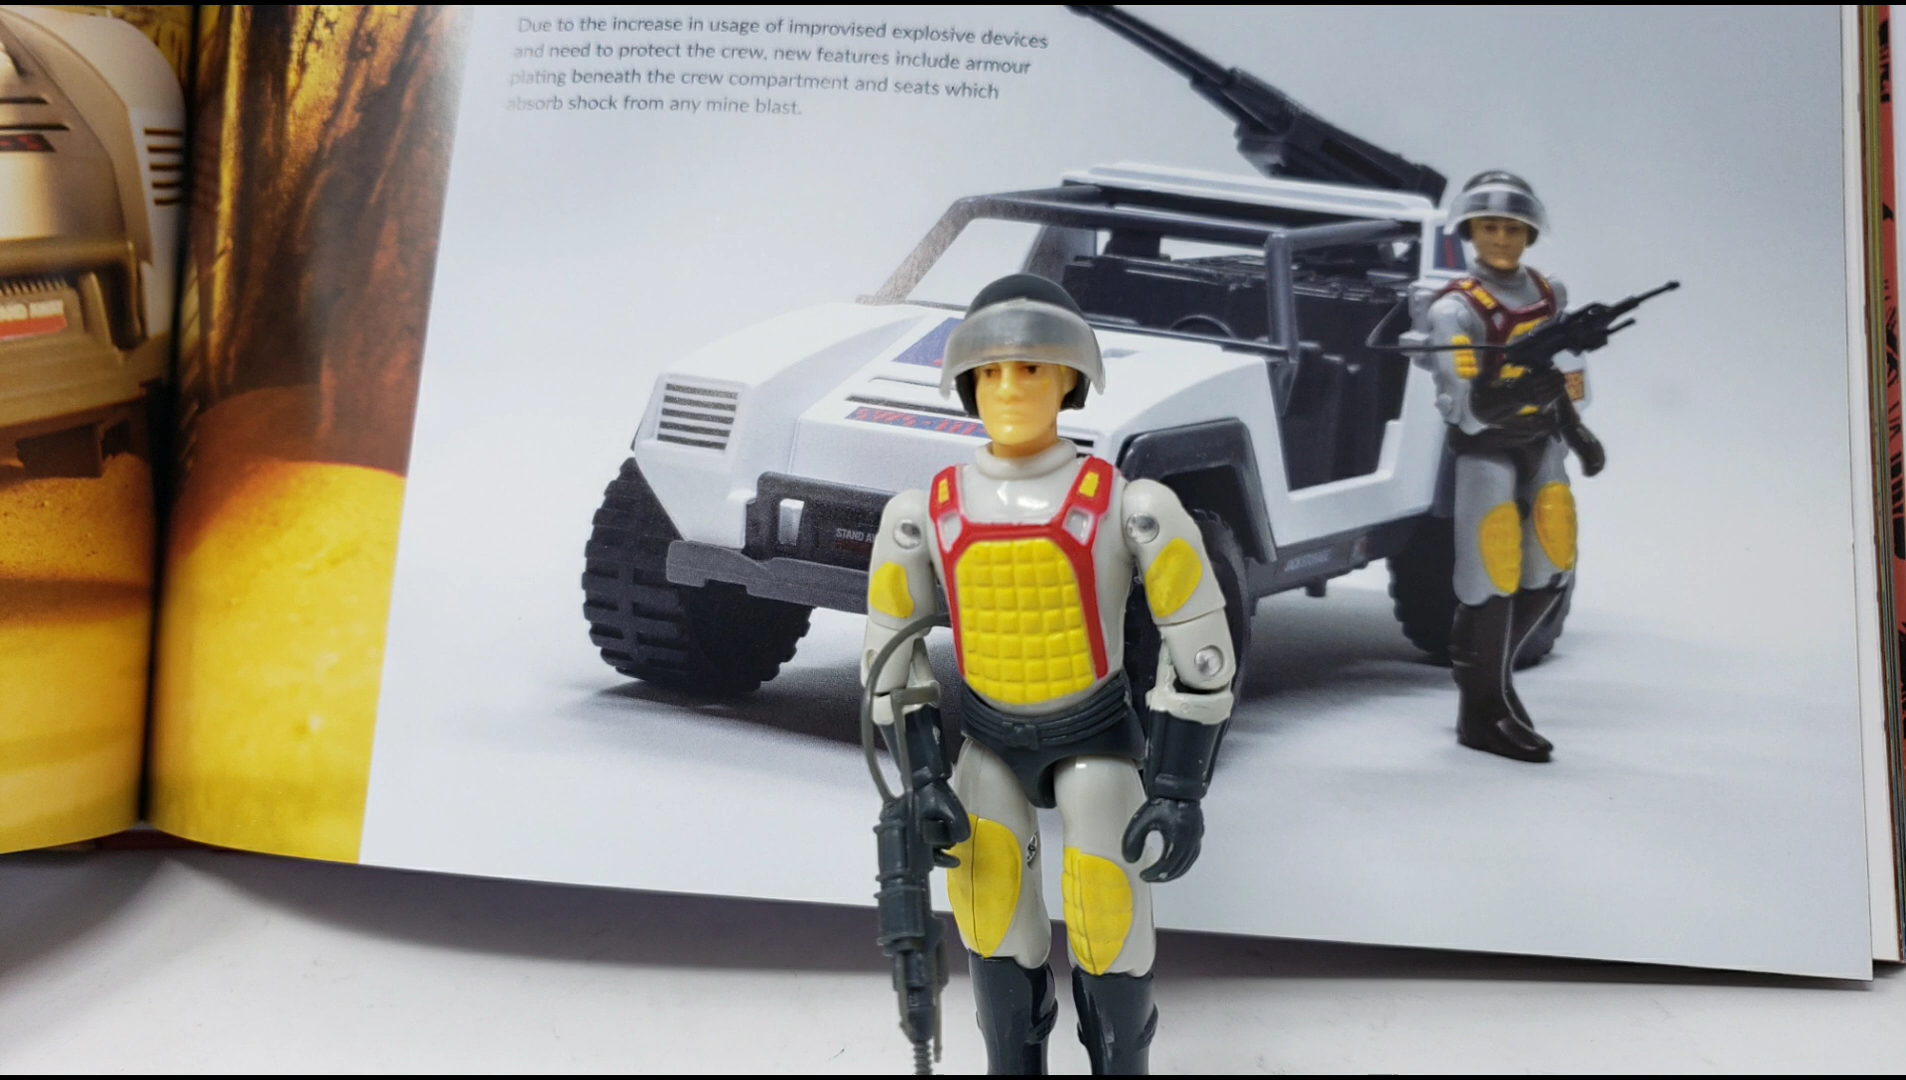 Due to the increase in usage of improvised explosive devices
and need to protect the crew, new features include armour
plating beneath the crew compartment and seats which
absorb shock from any mine blast.
STAND